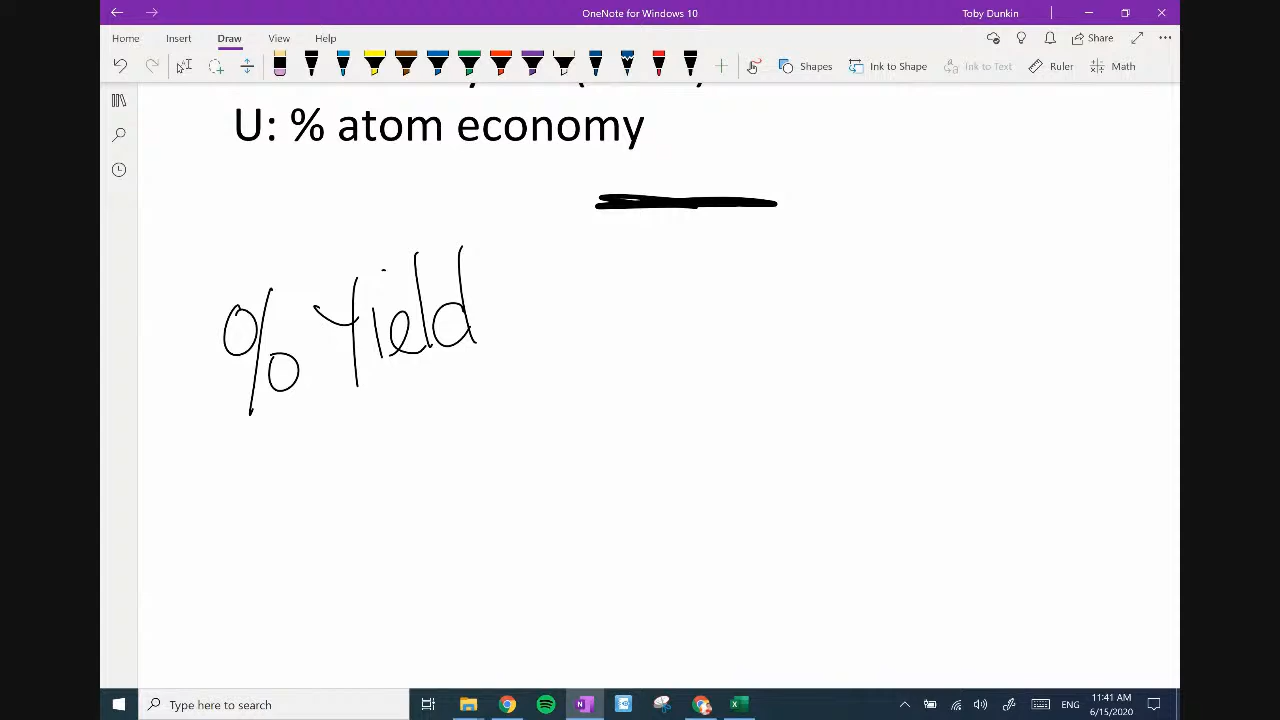 OneNote for Windows 10
Toby Dunkin
Home Insert Draw View Help
Share
Shapes Ink to Shape Ink to Text Ruler Math
U: % atom economy
% Yield
Type here to search
ENG
11:41 AM
6/15/2020